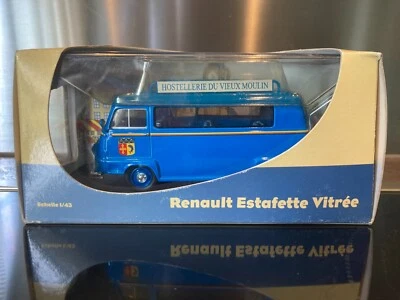 HOSTELLERIE DU VIEUX MOULIN
Echelle 1/43
Renault Estafette Vitrée